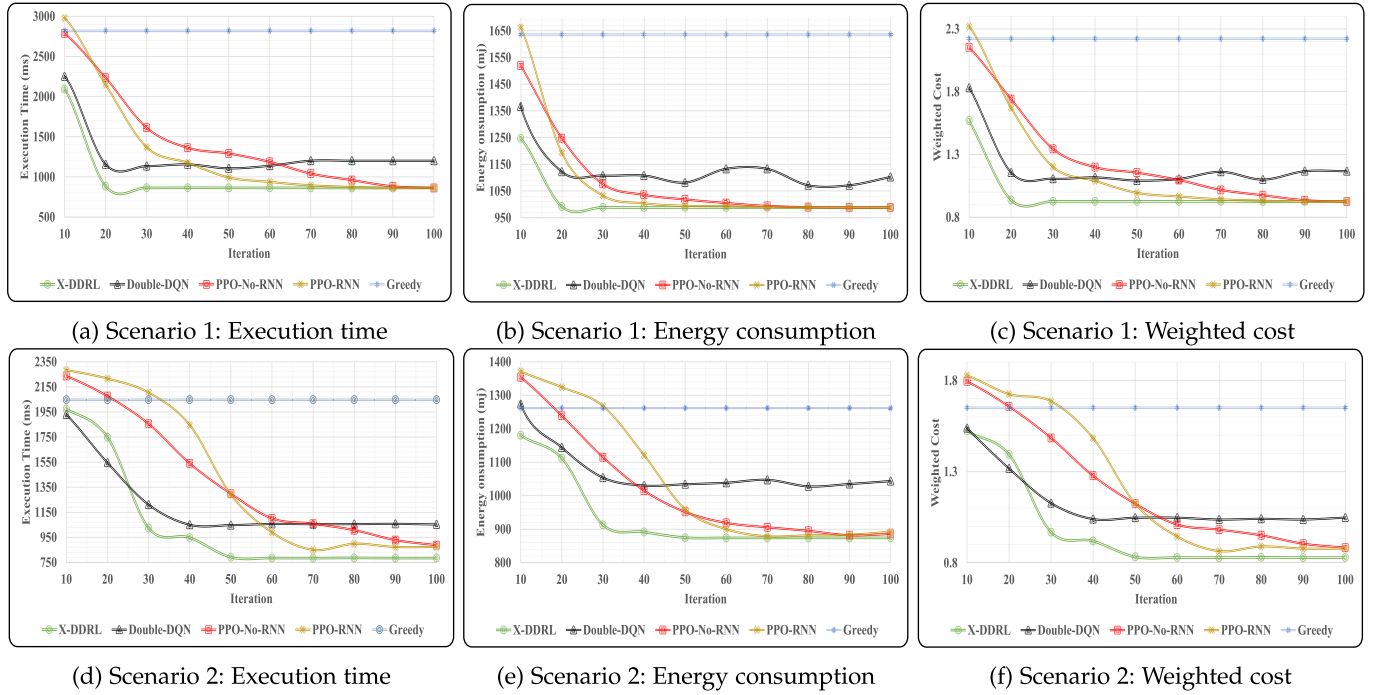 3000
2500
2000
1500
1000
500
Execution Time (ms)
10 20 30 40 50 60 70 80 90 100
Iteration
X-DDRL Double-DQN PPO-No-RNN PPO-RNN Greedy
(a) Scenario 1: Execution time
1650
1550
1450
1350
1250
1150
1050
950
Energy onsumption (mj)
10 20 30 40 50 60 70 80 90 100
Iteration
X-DDRL Double-DQN PPO-No-RNN PPO-RNN Greedy
(b) Scenario 1: Energy consumption
2.3
1.8
1.3
0.8
Weighted Cost
10 20 30 40 50 60 70 80 90 100
Iteration
X-DDRL Double-DQN PPO-No-RNN PPO-RNN Greedy
(c) Scenario 1: Weighted cost
2350
2150
1950
1750
1550
1350
1150
950
750
Execution Time (ms)
10 20 30 40 50 60 70 80 90 100
Iteration
X-DDRL Double-DQN PPO-No-RNN PPO-RNN Greedy
(d) Scenario 2: Execution time
1400
1300
1200
1100
1000
900
800
Energy onsumption (mj)
10 20 30 40 50 60 70 80 90 100
Iteration
X-DDRL Double-DQN PPO-No-RNN PPO-RNN Greedy
(e) Scenario 2: Energy consumption
1.8
1.3
0.8
Weighted Cost
10 20 30 40 50 60 70 80 90 100
Iteration
X-DDRL Double-DQN PPO-No-RNN PPO-RNN Greedy
(f) Scenario 2: Weighted cost